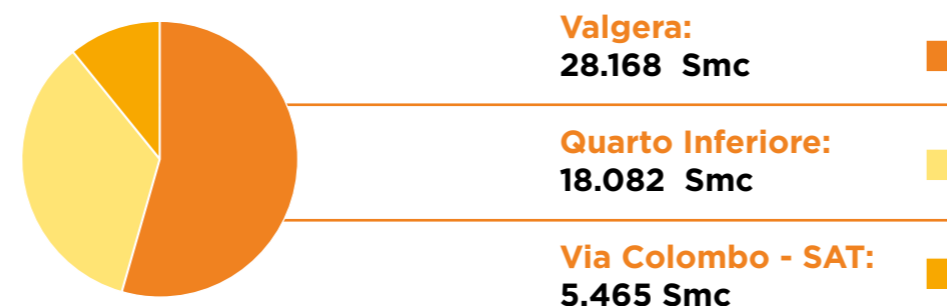 Valgera:
28.168 Smc
Quarto Inferiore:
18.082 Smc
Via Colombo - SAT:
5.465 Smc